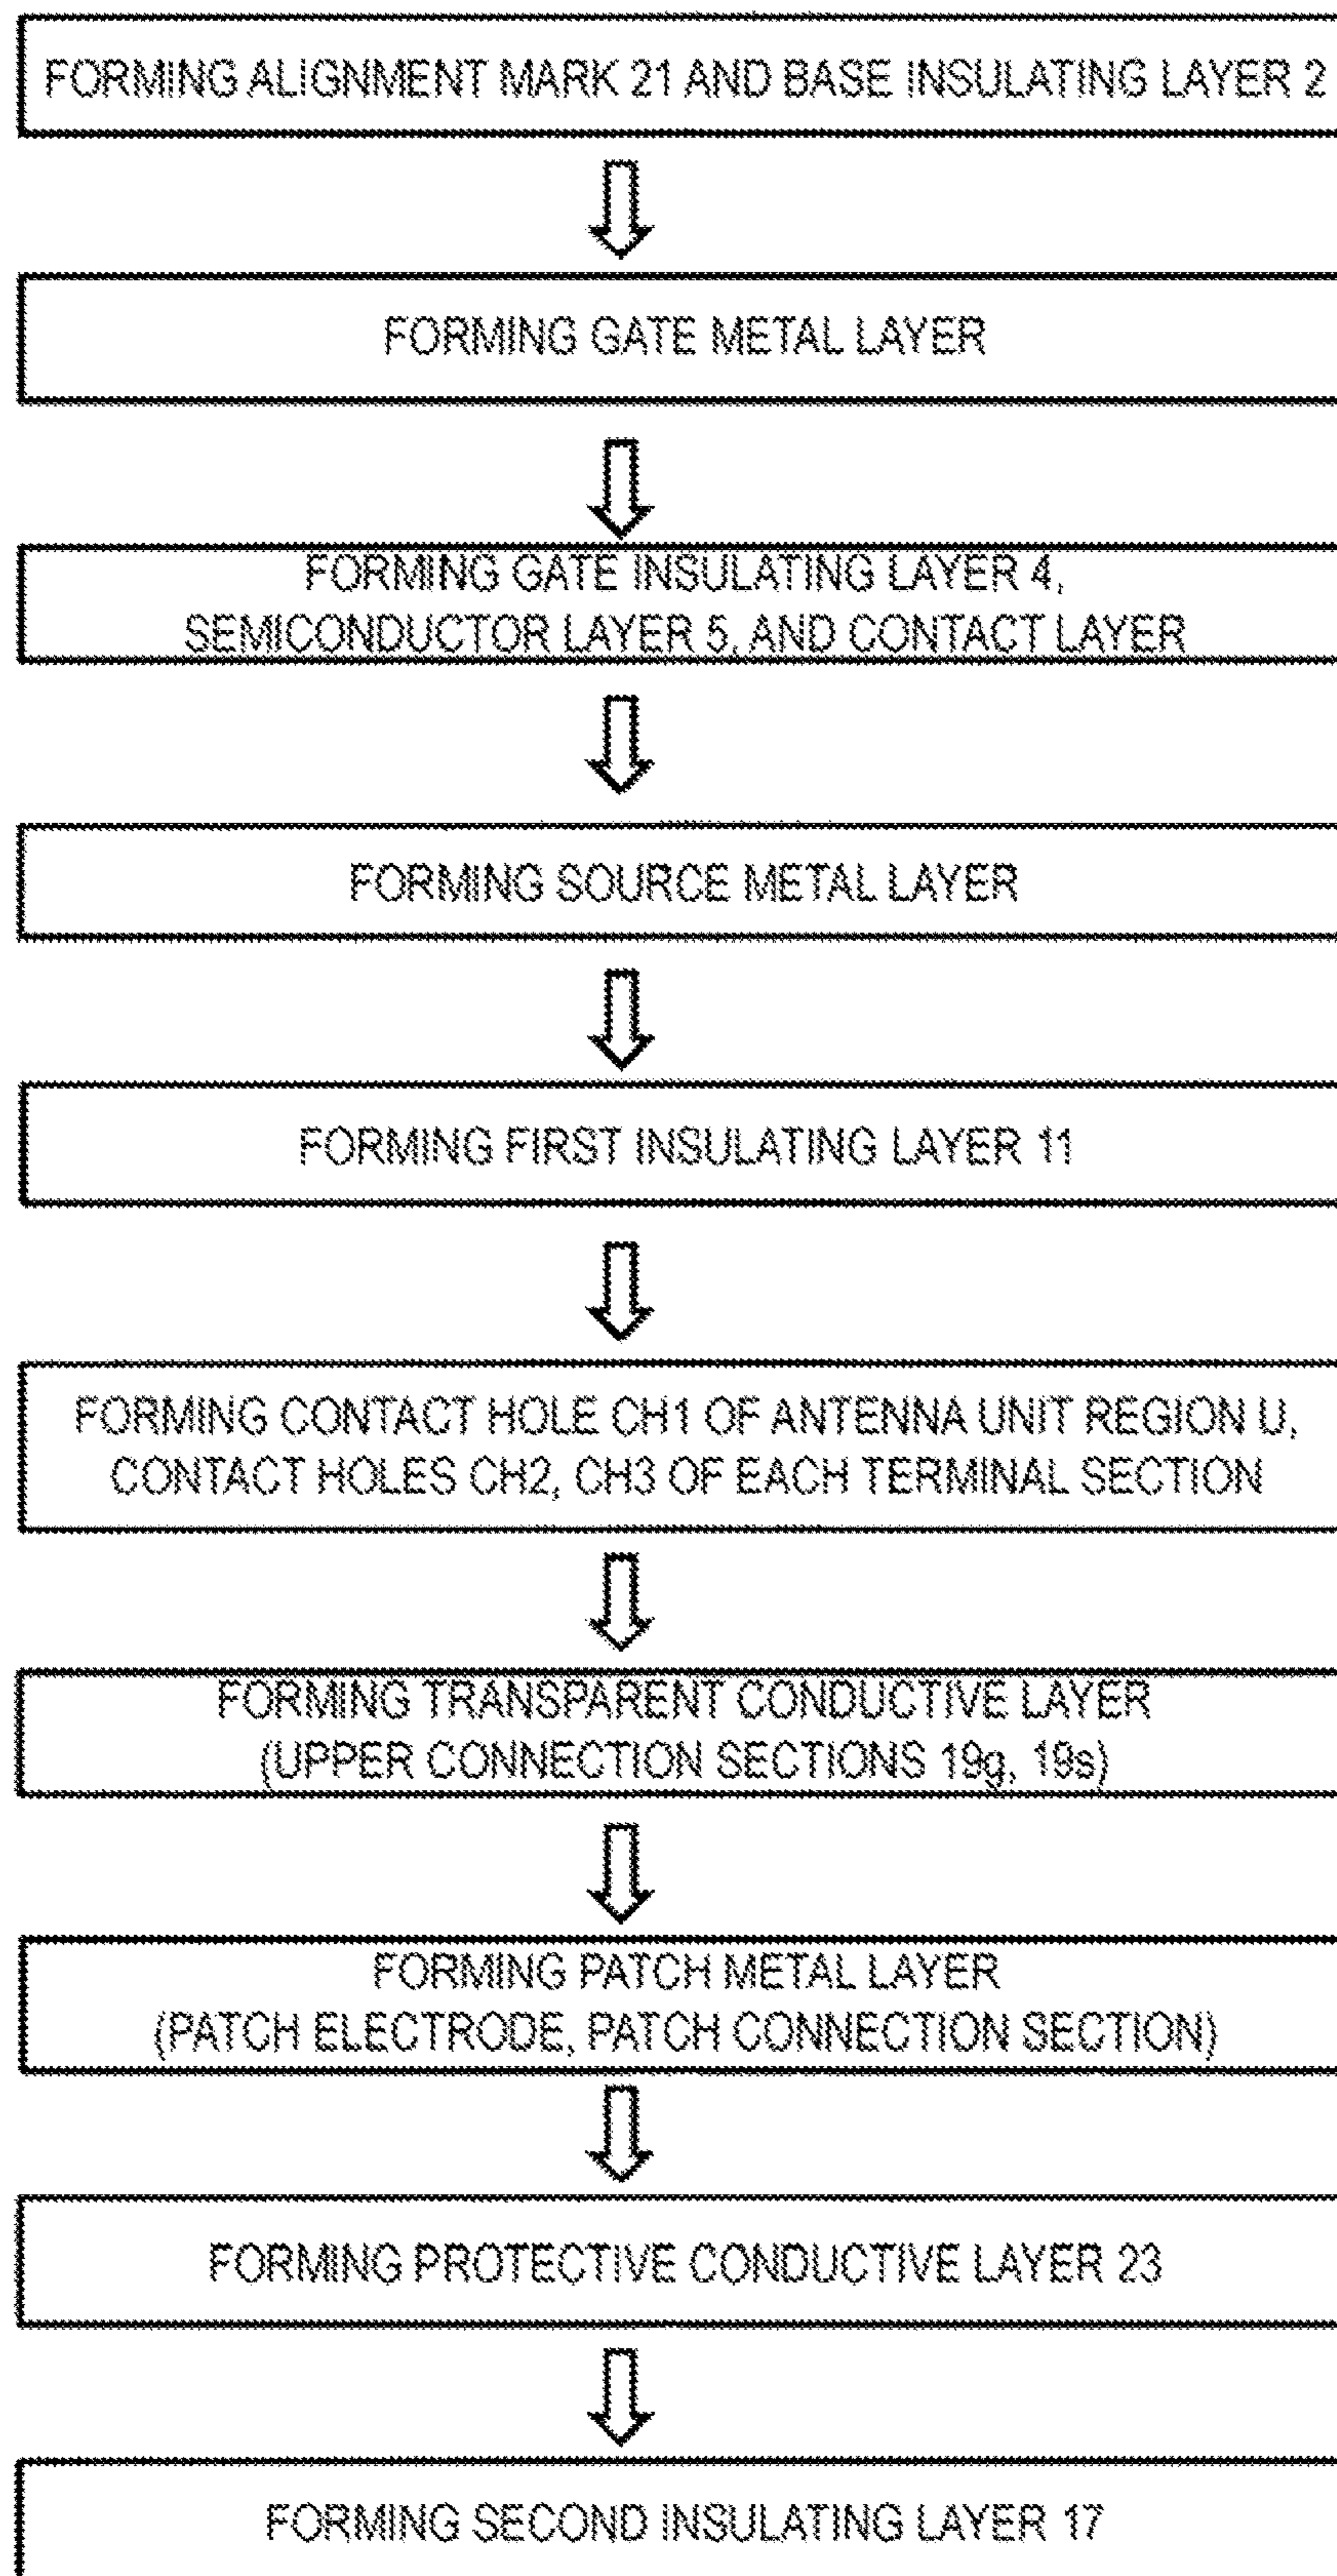 FORMING ALIGNMENT MARK 21 AND BASE INSULATING LAYER 2
FORMING GATE METAL LAYER
FORMING GATE INSULATING LAYER 4,
SEMICONDUCTOR LAYER 5, AND CONTACT LAYER
FORMING SOURCE METAL LAYER
FORMING FIRST INSULATING LAYER 11
FORMING CONTACT HOLE CH1 OF ANTENNA UNIT REGION U,
CONTACT HOLES CH2, CH3 OF EACH TERMINAL SECTION
FORMING TRANSPARENT CONDUCTIVE LAYER
(UPPER CONNECTION SECTIONS 19g, 19s)
FORMING PATCH METAL LAYER
(PATCH ELECTRODE, PATCH CONNECTION SECTION)
FORMING PROTECTIVE CONDUCTIVE LAYER 23
FORMING SECOND INSULATING LAYER 17